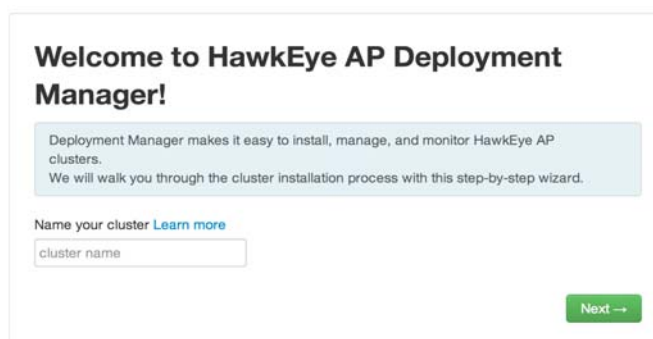 Welcome to HawkEye AP Deployment
Manager!
Deployment Manager makes it easy to install, manage, and monitor HawkEye AP
clusters.
We will walk you through the cluster installation process with this step-by-step wizard.
Name your cluster Learn more
cluster name
Next →